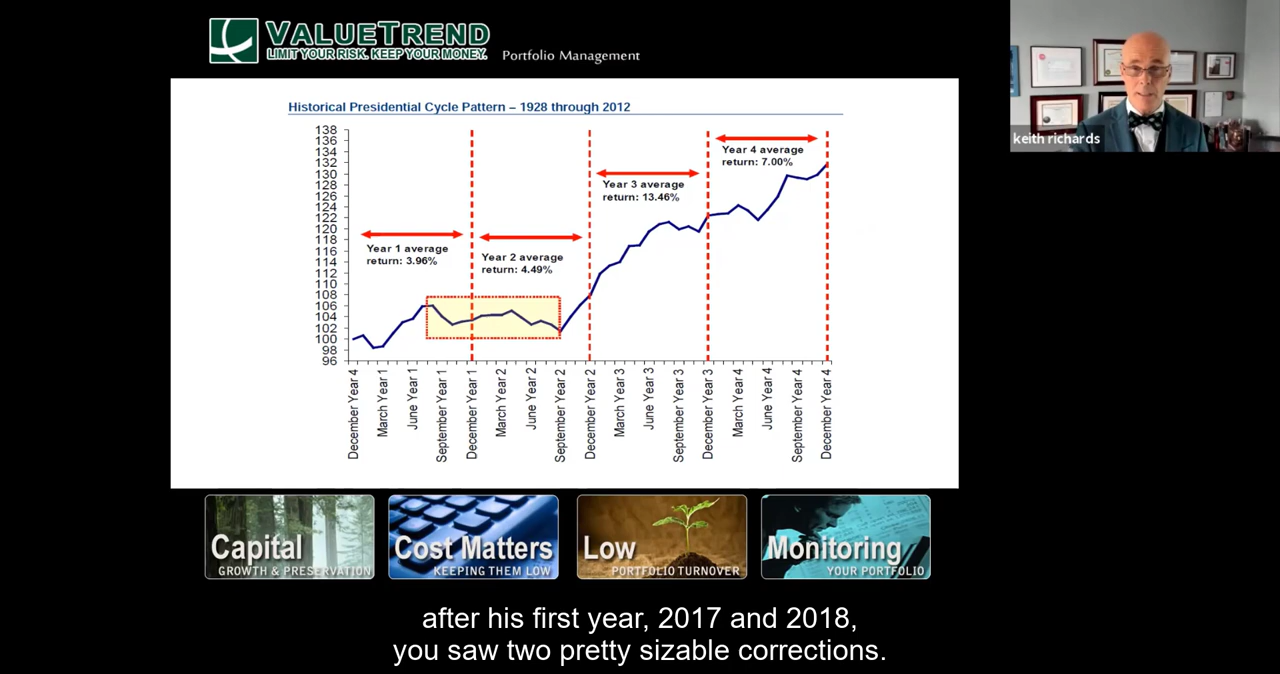 VALUETREND
LIMIT YOUR RISK. KEEP YOUR MONEY.
Portfolio Management
keith richards
Historical Presidential Cycle Pattern – 1928 through 2012
138
136
134
132
130
128
126
124
122
120
118
116
114
112
110
108
106
104
102
100
98
96
Year 1 average
return: 3.96%
Year 2 average
return: 4.49%
Year 3 average
return: 13.46%
Year 4 average
return: 7.00%
December Year 4
March Year 1
June Year 1
September Year 1
December Year 1
March Year 2
June Year 2
September Year 2
December Year 2
March Year 3
June Year 3
September Year 3
December Year 3
March Year 4
June Year 4
September Year 4
December Year 4
Capital
GROWTH & PRESERVATION
Cost Matters
KEEPING THEM LOW
Low
PORTFOLIO TURNOVER
Monitoring
YOUR PORTFOLIO
after his first year, 2017 and 2018,
you saw two pretty sizable corrections.